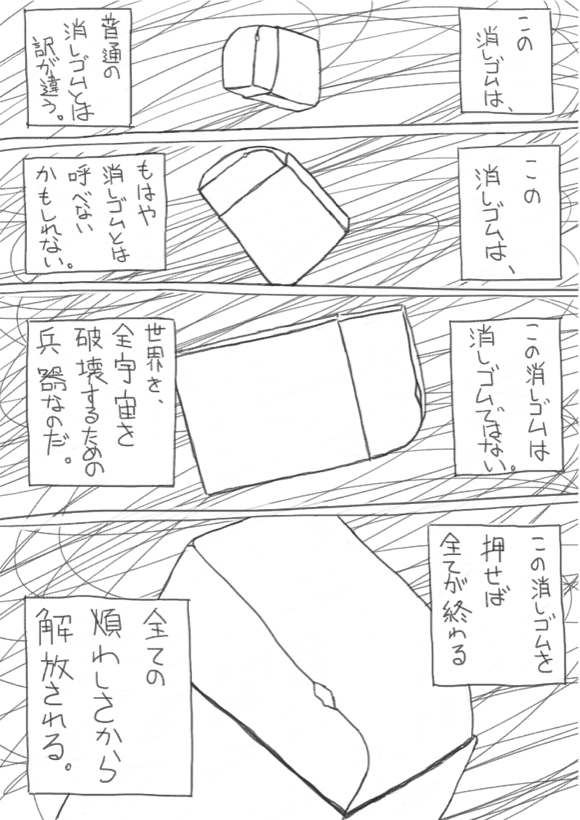 この
消しゴムは、
普通の
消しゴムとは
訳が違う。
この
消しゴムは、
もはや
消しゴムとは
呼べない
かもしれない。
この消しゴムは
消しゴムではない。
世界を、
全宇宙を
破壊するための
兵器なのだ。
この消しゴムを
押せば
全てが終わる
全ての
煩わしさから
解放される。